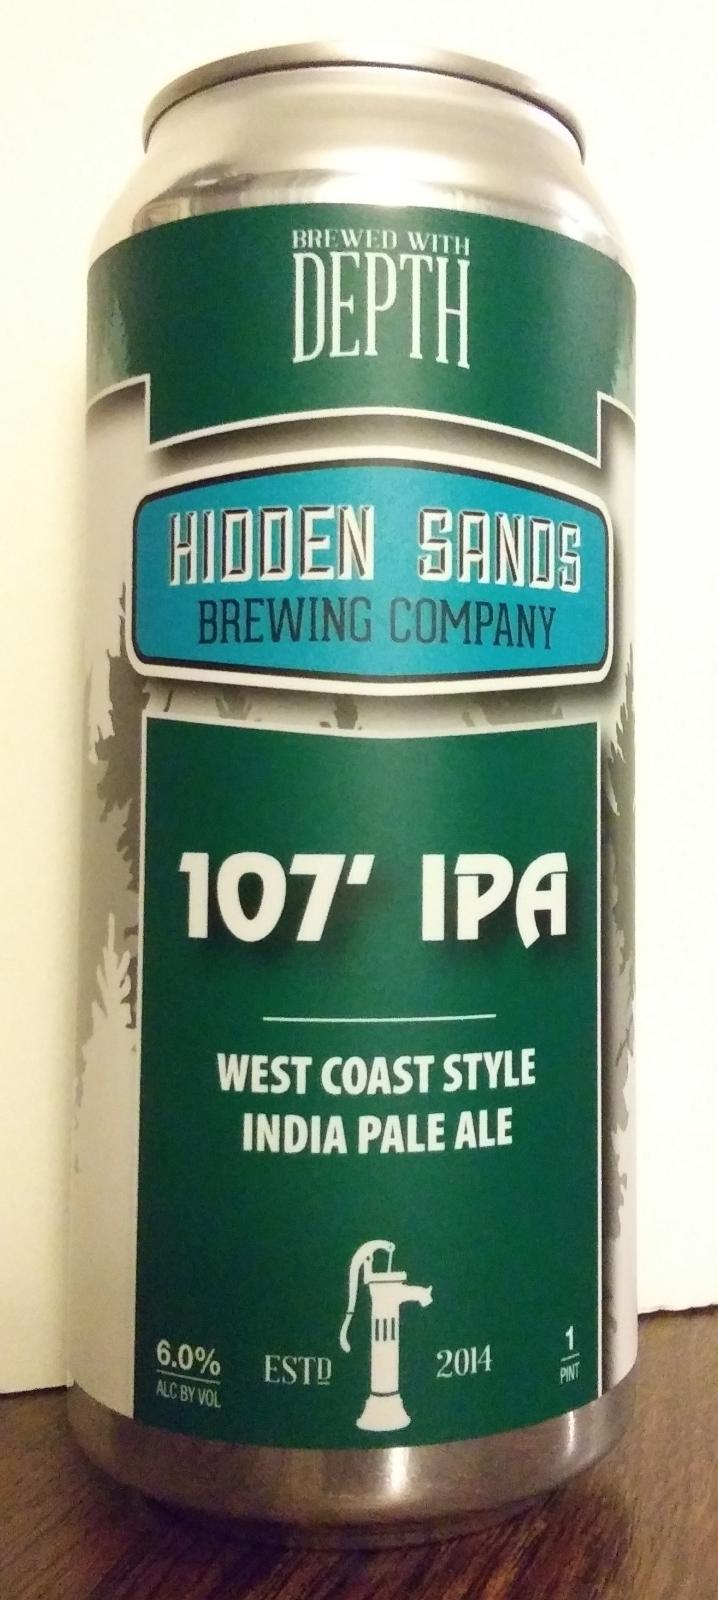 BREWED WITH
DEPTH
HIDDEN SANDS
BREWING COMPANY
107' IPA
WEST COAST STYLE
INDIA PALE ALE
6.0%
ALC BY VOL
ESTD 2014
1
PINT